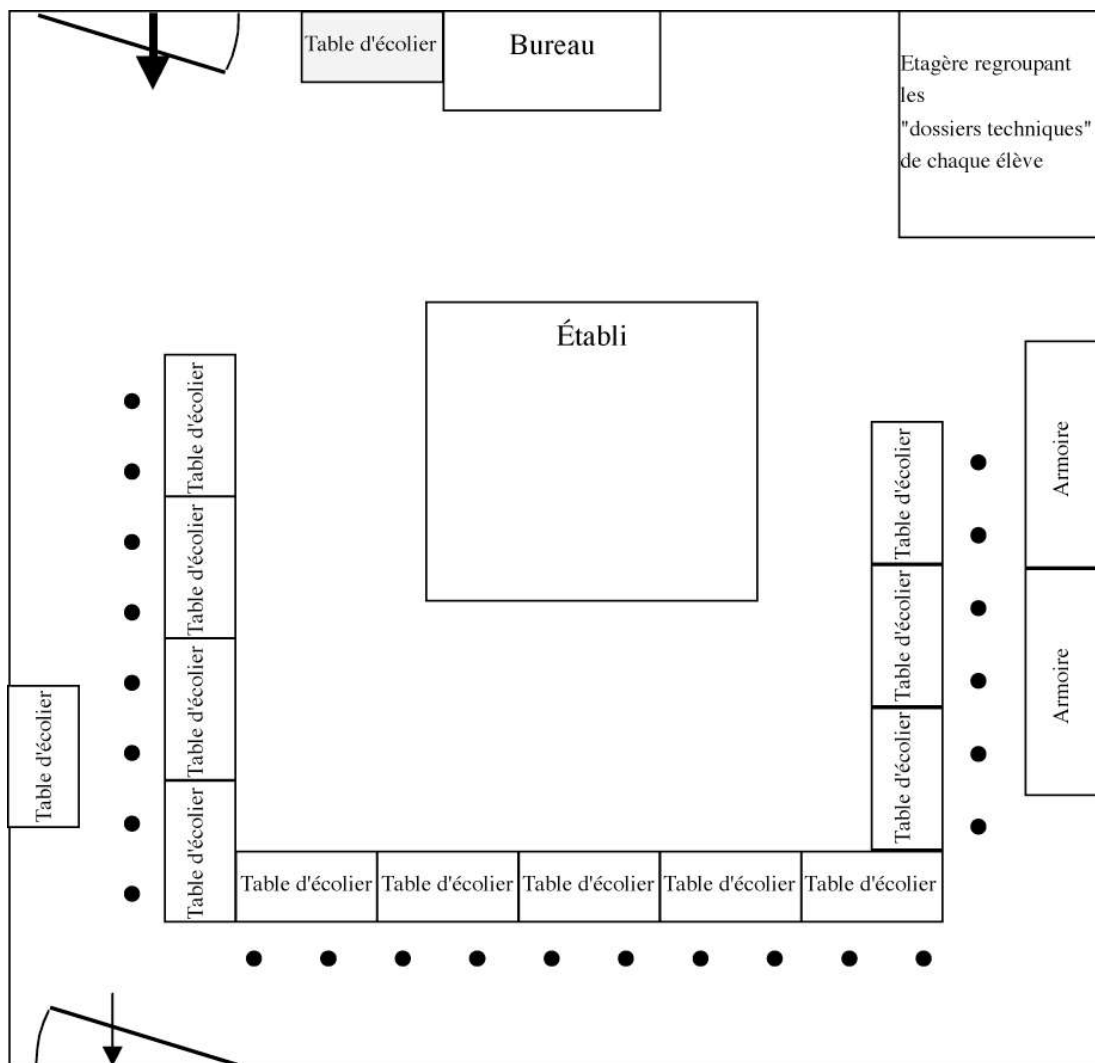 Table d'écolier
Bureau
Etagère regroupant
les
"dossiers techniques"
de chaque élève
Établi
Table d'écolier
Table d'écolier
Table d'écolier
Table d'écolier
Table d'écolier
Table d'écolier
Table d'écolier
Table d'écolier
Armoire
Armoire
Table d'écolier
Table d'écolier
Table d'écolier
Table d'écolier
Table d'écolier